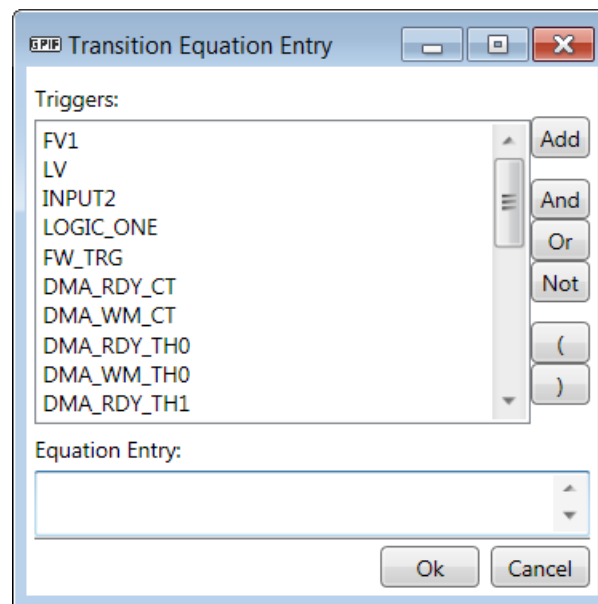 GPIF Transition Equation Entry
Triggers:
FV1
LV
INPUT2
LOGIC_ONE
FW_TRG
DMA_RDY_CT
DMA_WM_CT
DMA_RDY_TH0
DMA_WM_TH0
DMA_RDY_TH1
Add
And
Or
Not
(
)
Equation Entry:
Ok Cancel